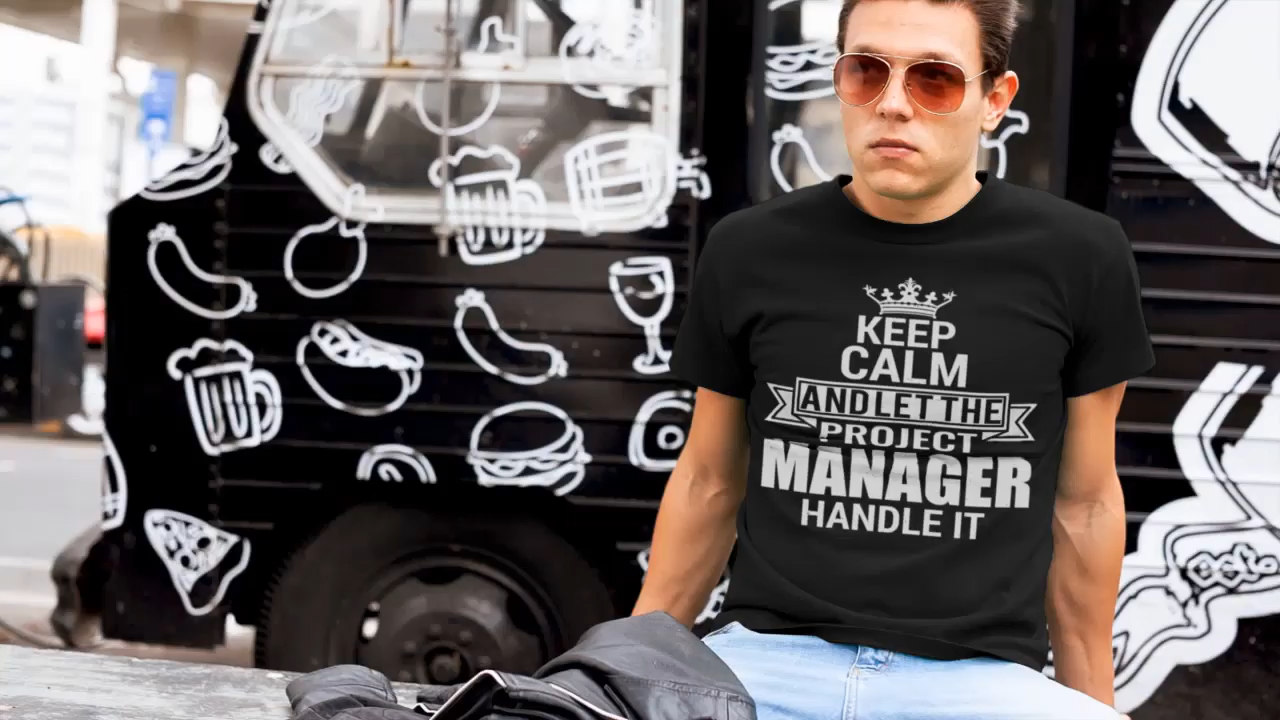 KEEP
CALM
AND LET THE
PROJECT
MANAGER
HANDLE IT